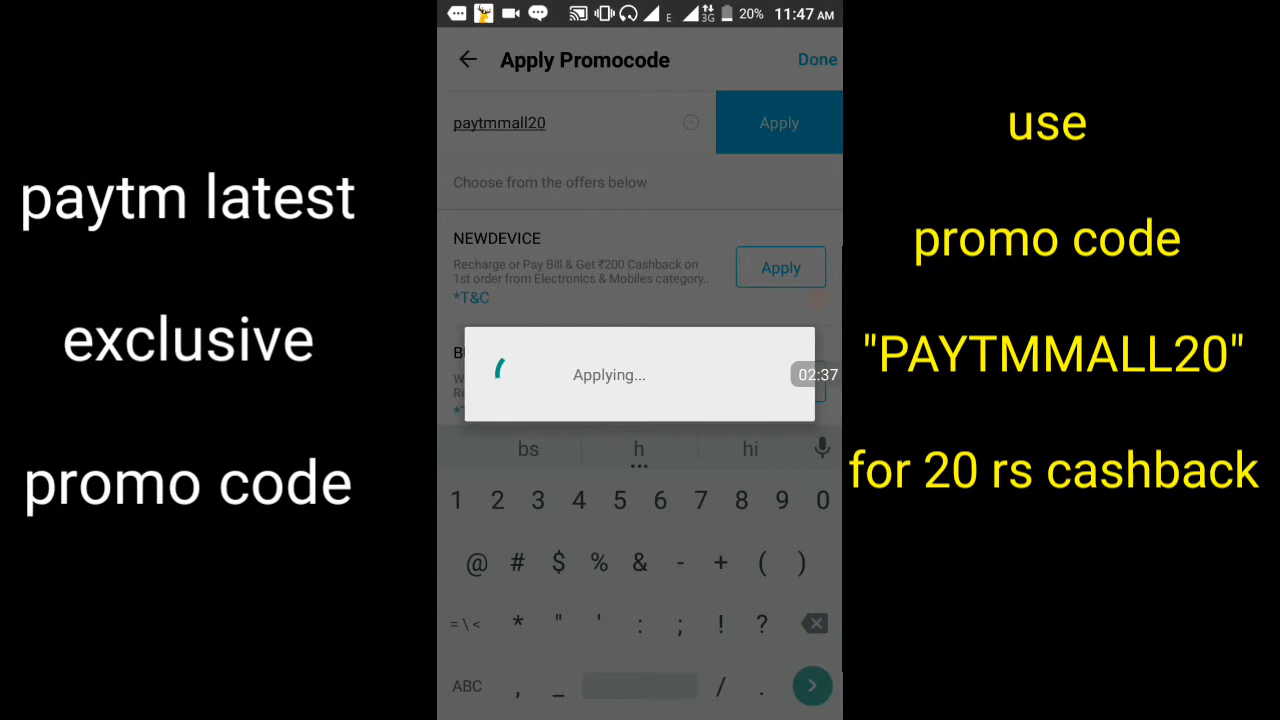 paytm latest
exclusive
promo code
E 3G 20% 11:47 AM
Apply Promocode Done
paytmmall20 Apply
Choose from the offers below
NEWDEVICE
Recharge or Pay Bill & Get ₹200 Cashback on
1st order from Electronics & Mobiles category..
*T&C
Apply
Applying...
02:37
bs h hi
1 2 3 4 5 6 7 8 9 0
@ # $ % & - + ( )
= \ < * " ' : ; ! ?
ABC , _ / .
use
promo code
"PAYTMMALL20"
for 20 rs cashback